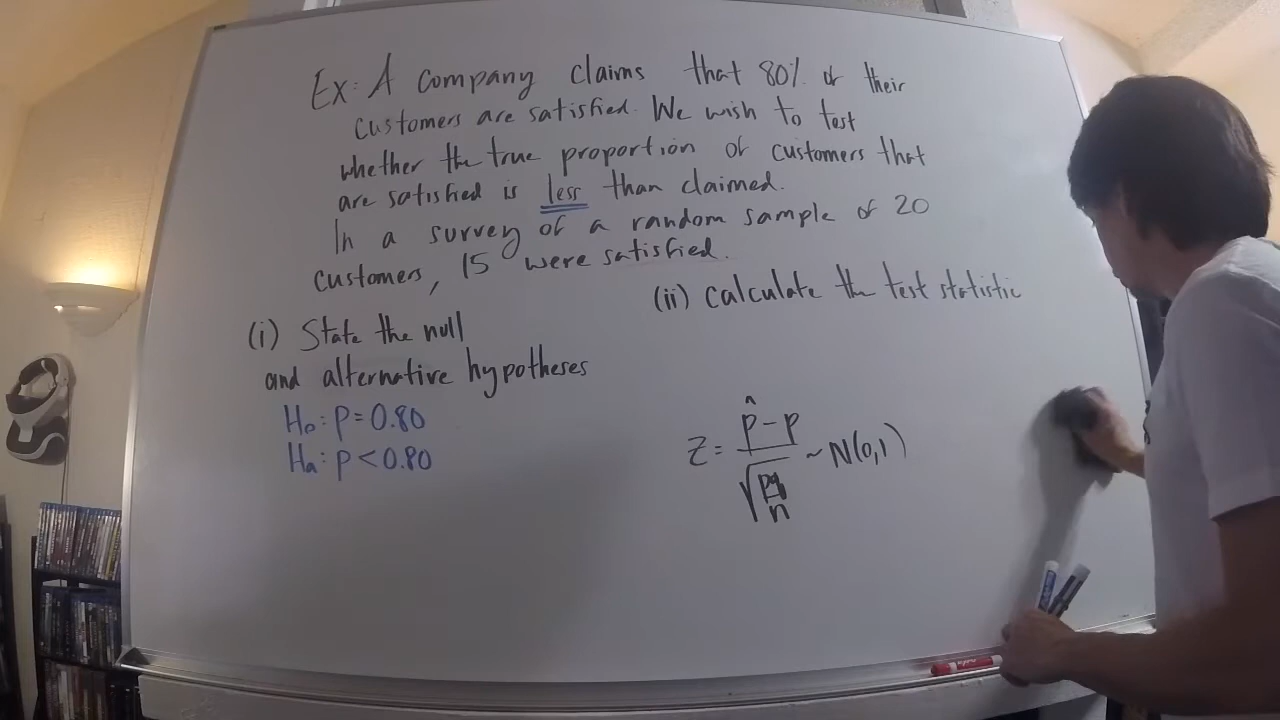 Ex: A company claims that 80% of their
customers are satisfied. We wish to test
whether the true proportion of customers that
are satisfied is less than claimed.
In a survey of a random sample of 20
customers, 15 were satisfied.
(i) State the null
and alternative hypotheses
H₀: p = 0.80
Hₐ: p < 0.80
(ii) calculate the test statistic
Z = (p̂ - p) / √(pq/n) ~ N(0,1)